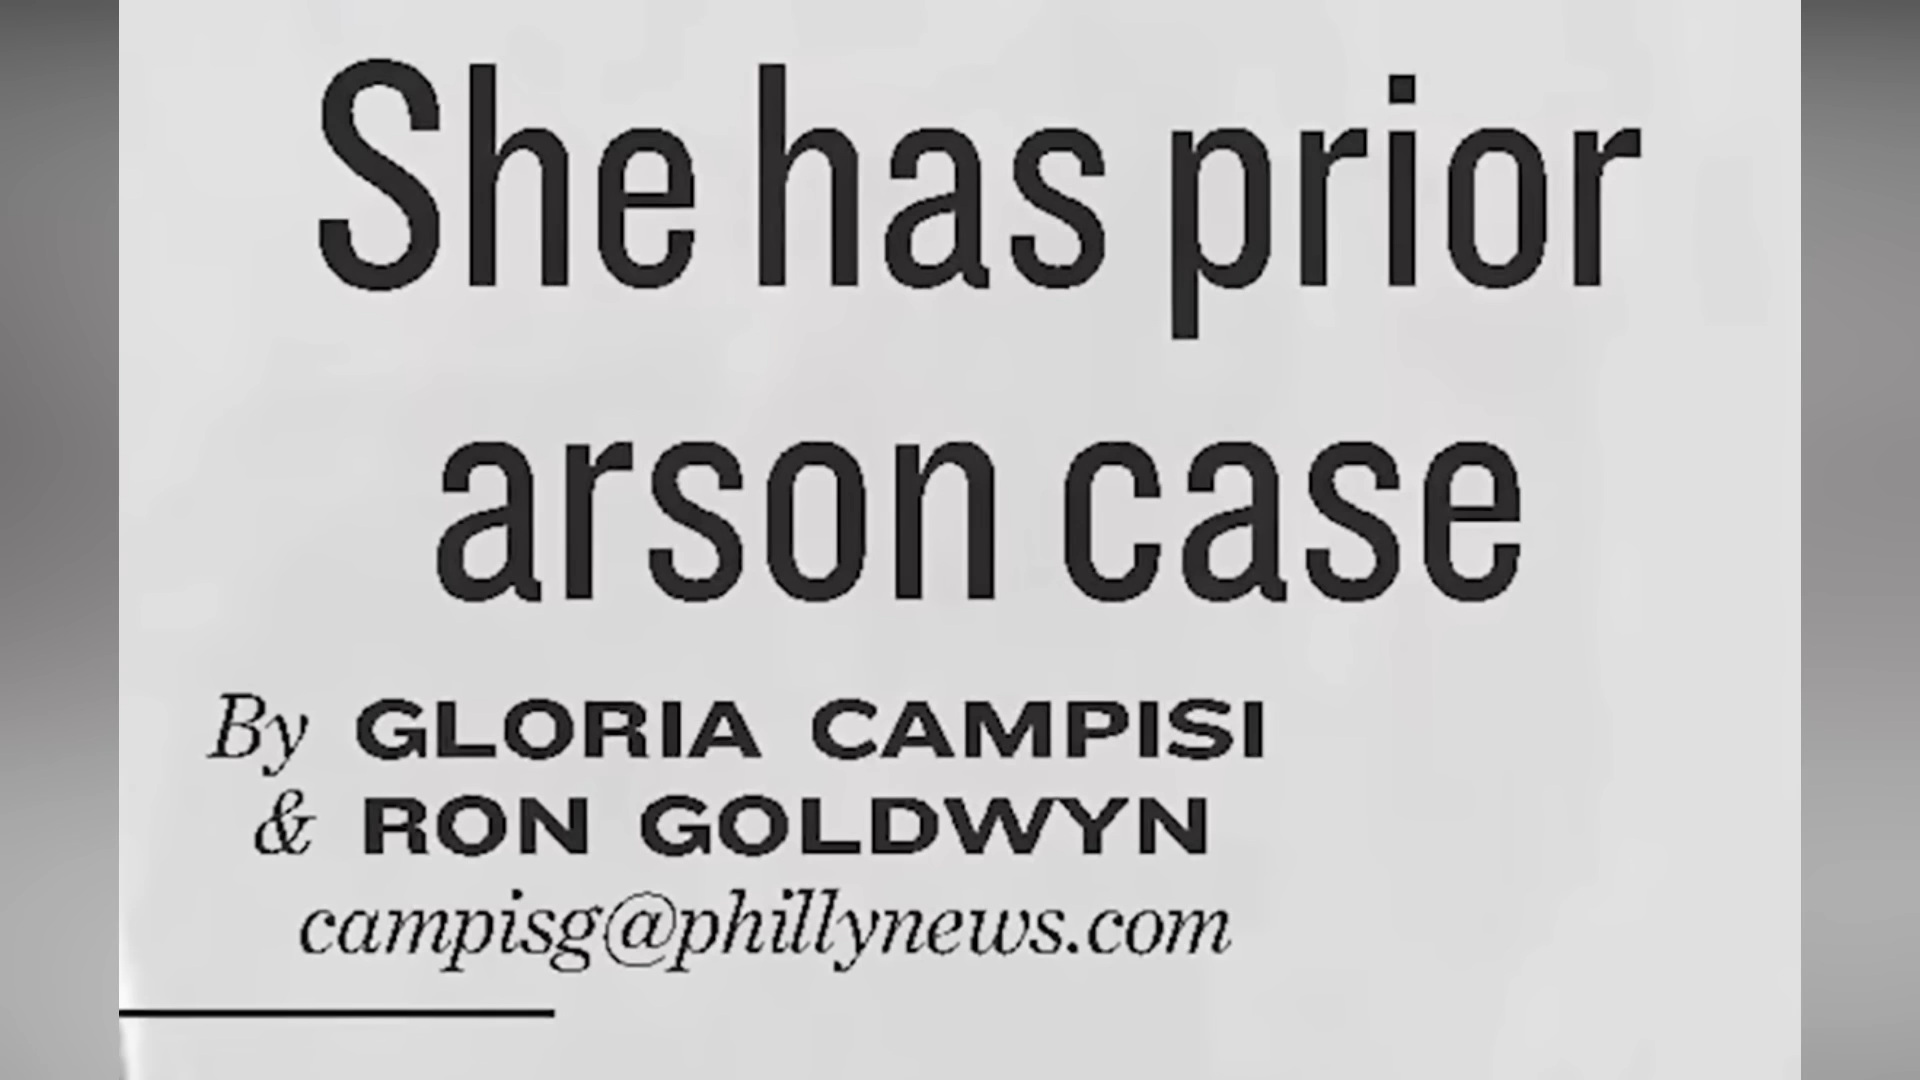 She has prior
arson case
By GLORIA CAMPISI
& RON GOLDWYN
campisg@phillynews.com